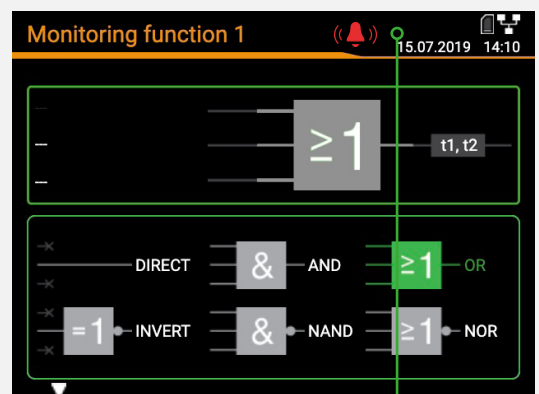 Monitoring function 1
15.07.2019 14:10
≥1
t1, t2
DIRECT & AND ≥1 OR
=1 INVERT & NAND ≥1 NOR